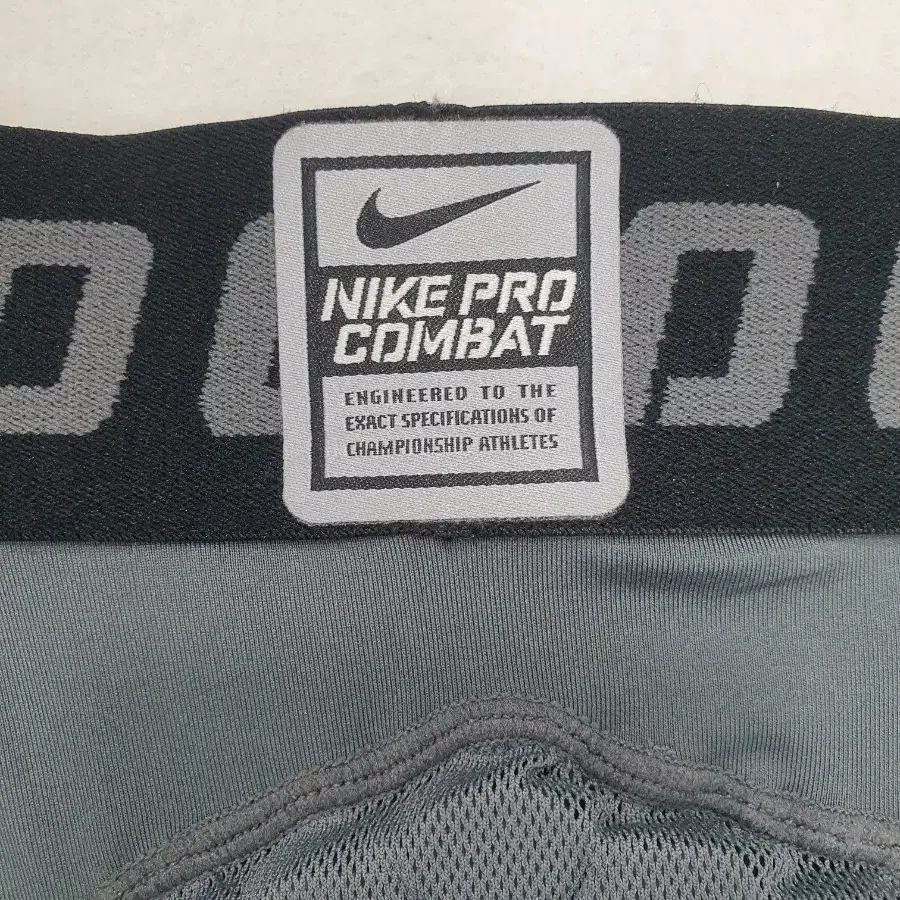 NIKE PRO
COMBAT
ENGINEERED TO THE
EXACT SPECIFICATIONS OF
CHAMPIONSHIP ATHLETES